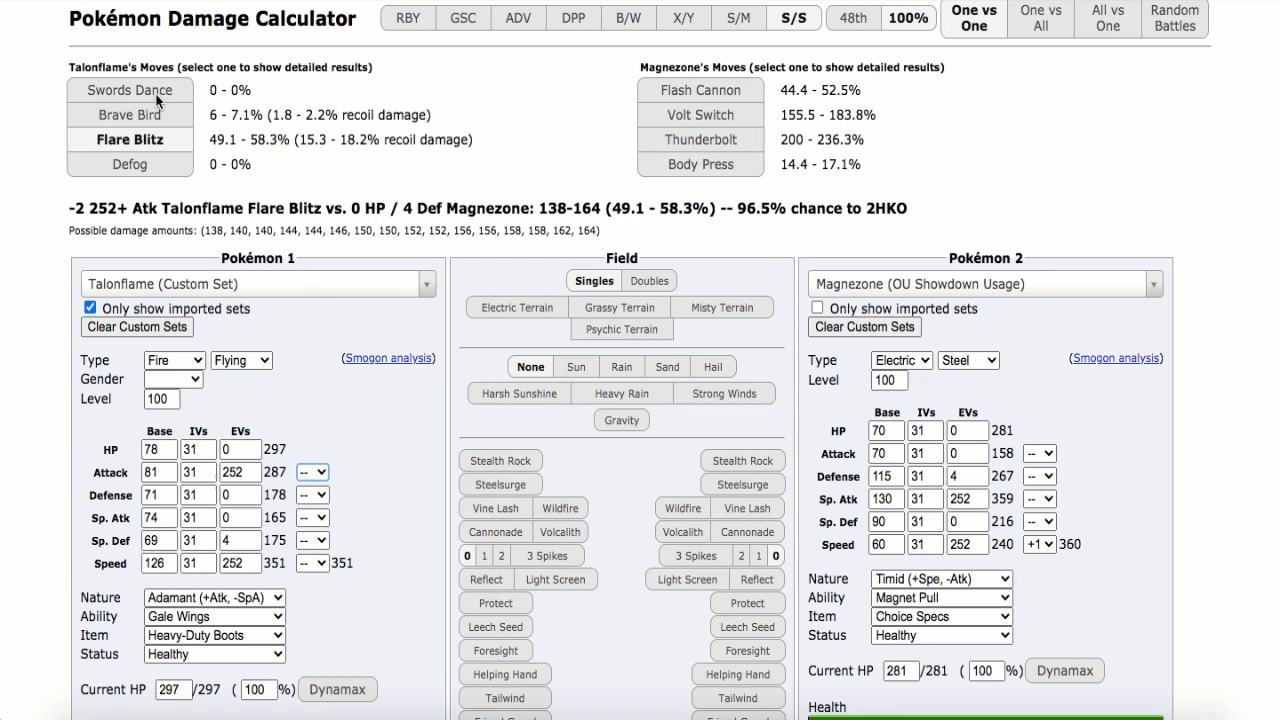 Pokémon Damage Calculator
RBY GSC ADV DPP B/W X/Y S/M S/S
48th 100%
One vs One
One vs All
All vs One
Random Battles
Talonflame's Moves (select one to show detailed results)
Swords Dance 0 - 0%
Brave Bird 6 - 7.1% (1.8 - 2.2% recoil damage)
Flare Blitz 49.1 - 58.3% (15.3 - 18.2% recoil damage)
Defog 0 - 0%
Magnezone's Moves (select one to show detailed results)
Flash Cannon 44.4 - 52.5%
Volt Switch 155.5 - 183.8%
Thunderbolt 200 - 236.3%
Body Press 14.4 - 17.1%
-2 252+ Atk Talonflame Flare Blitz vs. 0 HP / 4 Def Magnezone: 138-164 (49.1 - 58.3%) -- 96.5% chance to 2HKO
Possible damage amounts: (138, 140, 140, 144, 144, 146, 150, 150, 152, 152, 156, 156, 158, 158, 162, 164)
Pokémon 1
Talonflame (Custom Set)
Only show imported sets
Clear Custom Sets
Type Fire Flying (Smogon analysis)
Gender
Level 100
Base IVs EVs
HP 78 31 0 297
Attack 81 31 252 287 --
Defense 71 31 0 178 --
Sp. Atk 74 31 0 165 --
Sp. Def 69 31 4 175 --
Speed 126 31 252 351 -- 351
Nature Adamant (+Atk, -SpA)
Ability Gale Wings
Item Heavy-Duty Boots
Status Healthy
Current HP 297 /297 ( 100 %) Dynamax
Field
Singles Doubles
Electric Terrain Grassy Terrain Misty Terrain
Psychic Terrain
None Sun Rain Sand Hail
Harsh Sunshine Heavy Rain Strong Winds
Gravity
Stealth Rock Stealth Rock
Steelsurge Steelsurge
Vine Lash Wildfire Wildfire Vine Lash
Cannonade Volcalith Volcalith Cannonade
0 1 2 3 Spikes 3 Spikes 2 1 0
Reflect Light Screen Light Screen Reflect
Protect Protect
Leech Seed Leech Seed
Foresight Foresight
Helping Hand Helping Hand
Tailwind Tailwind
Pokémon 2
Magnezone (OU Showdown Usage)
Only show imported sets
Clear Custom Sets
Type Electric Steel (Smogon analysis)
Level 100
Base IVs EVs
HP 70 31 0 281
Attack 70 31 0 158 --
Defense 115 31 4 267 --
Sp. Atk 130 31 252 359 --
Sp. Def 90 31 0 216 --
Speed 60 31 252 240 +1 360
Nature Timid (+Spe, -Atk)
Ability Magnet Pull
Item Choice Specs
Status Healthy
Current HP 281 /281 ( 100 %) Dynamax
Health